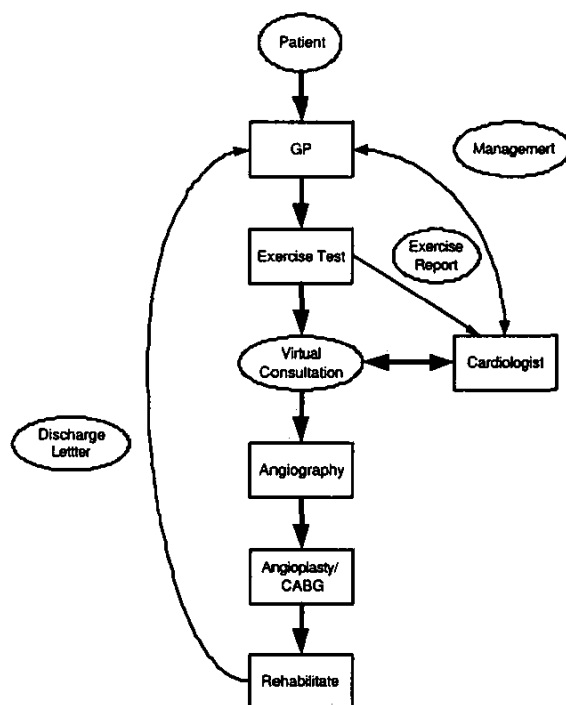 Patient
GP
Management
Exercise Test
Exercise
Report
Virtual
Consultation
Cardiologist
Discharge
Lettter
Angiography
Angioplasty/
CABG
Rehabilitate